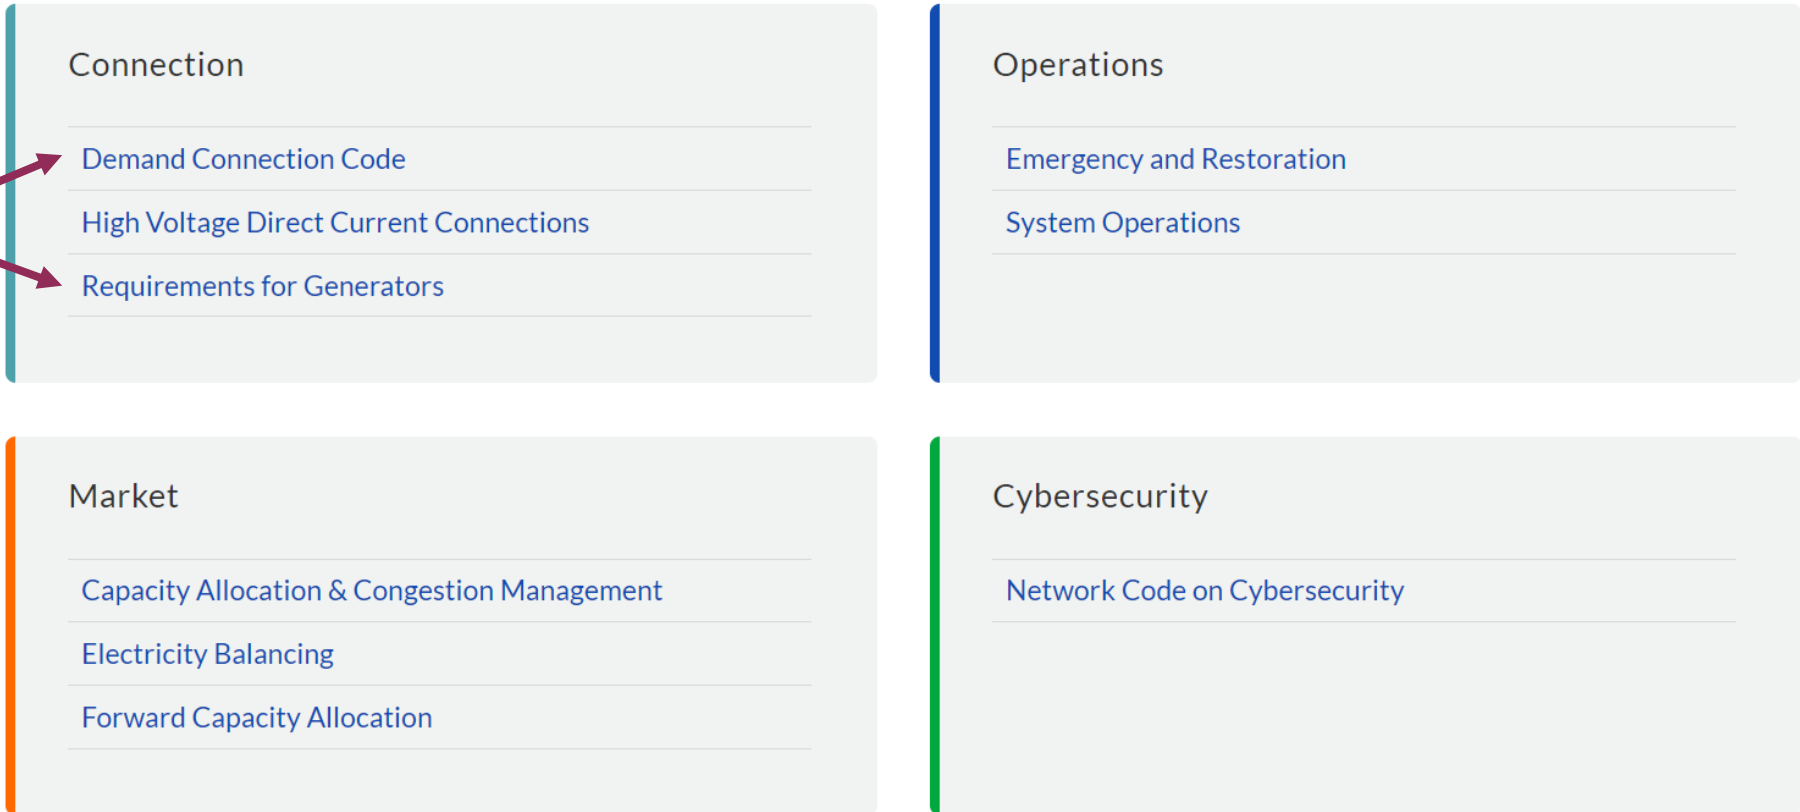 Connection
Demand Connection Code
High Voltage Direct Current Connections
Requirements for Generators
Operations
Emergency and Restoration
System Operations
Market
Capacity Allocation & Congestion Management
Electricity Balancing
Forward Capacity Allocation
Cybersecurity
Network Code on Cybersecurity